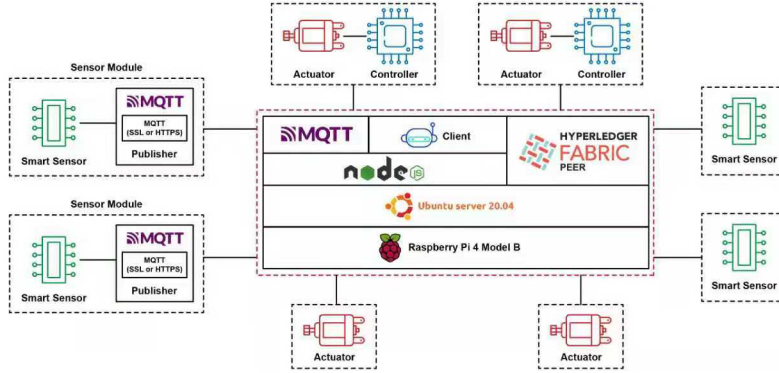 Actuator
Controller
Actuator
Controller
Sensor Module
MQTT
MQTT
(SSL or HTTPS)
Publisher
Smart Sensor
MQTT
Client
HYPERLEDGER
FABRIC
PEER
node
JS
Smart Sensor
Sensor Module
MQTT
MQTT
(SSL or HTTPS)
Publisher
Smart Sensor
Ubuntu server 20.04
Raspberry Pi 4 Model B
Smart Sensor
Actuator
Actuator